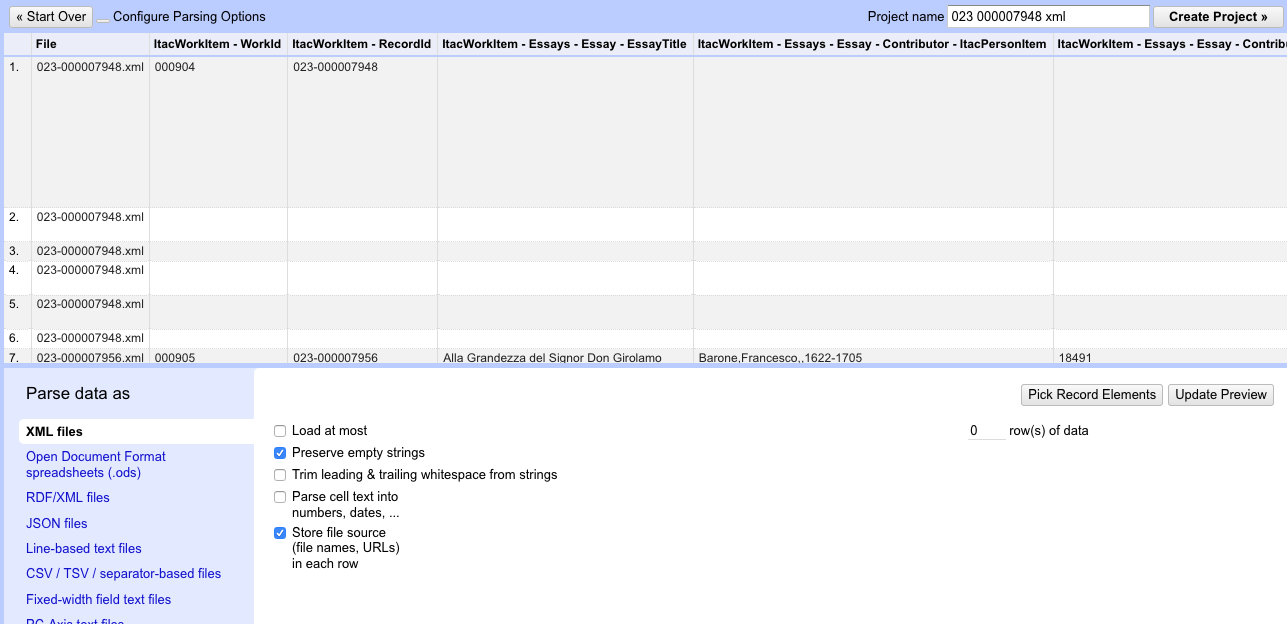 « Start Over Configure Parsing Options Project name 023 000007948 xml Create Project »
File ItacWorkItem - WorkId ItacWorkItem - RecordId ItacWorkItem - Essays - Essay - EssayTitle ItacWorkItem - Essays - Essay - Contributor - ItacPersonItem ItacWorkItem - Essays - Essay - Contribu
1. 023-000007948.xml 000904 023-000007948
2. 023-000007948.xml
3. 023-000007948.xml
4. 023-000007948.xml
5. 023-000007948.xml
6. 023-000007948.xml
7. 023-000007956.xml 000905 023-000007956 Alla Grandezza del Signor Don Girolamo Barone,Francesco,,1622-1705 18491
Parse data as
Pick Record Elements Update Preview
XML files
Open Document Format
spreadsheets (.ods)
RDF/XML files
JSON files
Line-based text files
CSV / TSV / separator-based files
Fixed-width field text files
PC-Axis text files
Load at most 0 row(s) of data
Preserve empty strings
Trim leading & trailing whitespace from strings
Parse cell text into
numbers, dates, ...
Store file source
(file names, URLs)
in each row